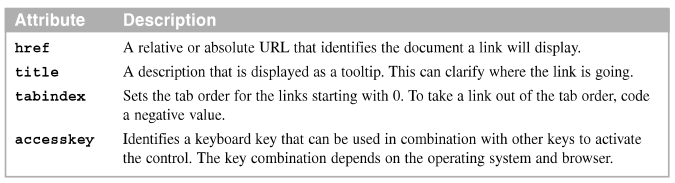 Attribute Description
href A relative or absolute URL that identifies the document a link will display.
title A description that is displayed as a tooltip. This can clarify where the link is going.
tabindex Sets the tab order for the links starting with 0. To take a link out of the tab order, code
a negative value.
accesskey Identifies a keyboard key that can be used in combination with other keys to activate
the control. The key combination depends on the operating system and browser.